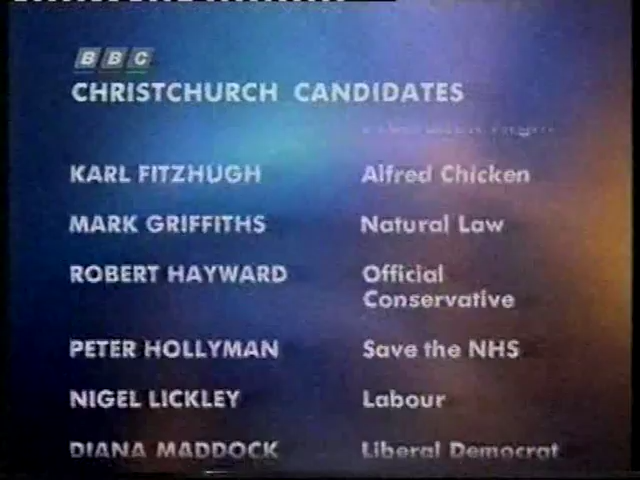 BBC
CHRISTCHURCH CANDIDATES
KARL FITZHUGH Alfred Chicken
MARK GRIFFITHS Natural Law
ROBERT HAYWARD Official
Conservative
PETER HOLLYMAN Save the NHS
NIGEL LICKLEY Labour
DIANA MADDOCK Liberal Democrat